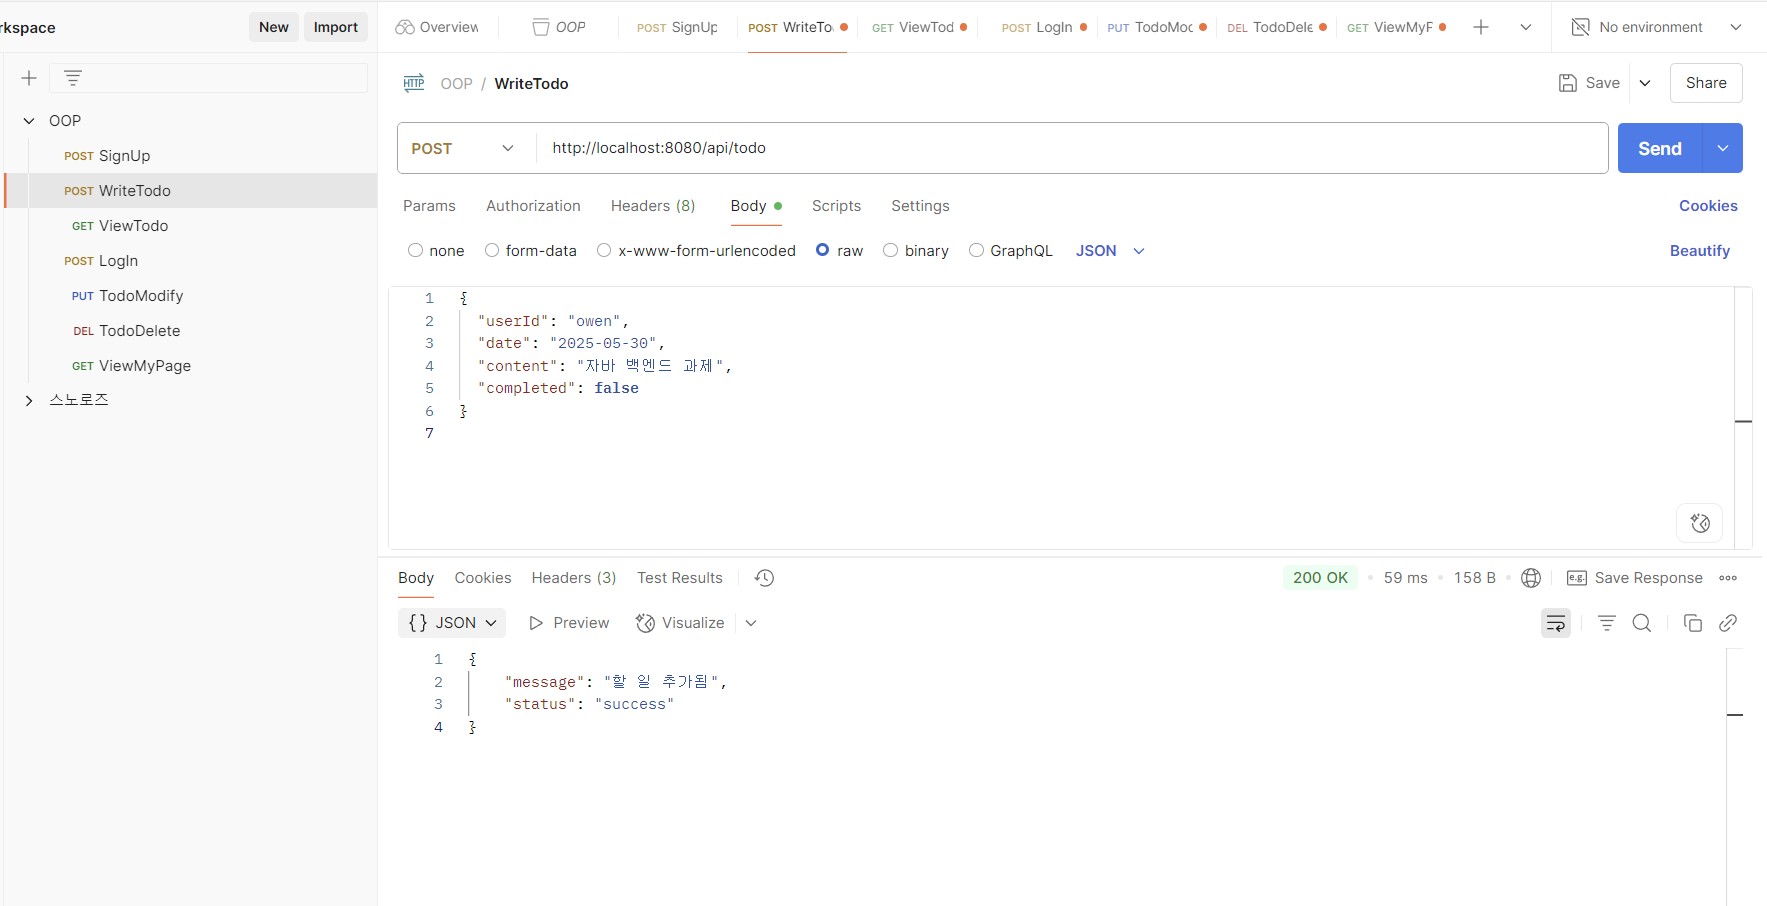 rkspace
New
Import
Overview
OOP
POST SignUp
POST WriteTo
GET ViewTod
POST LogIn
PUT TodoMoc
DEL TodoDele
GET ViewMyF
No environment
OOP
POST SignUp
POST WriteTodo
GET ViewTodo
POST LogIn
PUT TodoModify
DEL TodoDelete
GET ViewMyPage
스노로즈
HTTP OOP / WriteTodo
Save
Share
POST
http://localhost:8080/api/todo
Send
Params
Authorization
Headers (8)
Body
Scripts
Settings
Cookies
none
form-data
x-www-form-urlencoded
raw
binary
GraphQL
JSON
Beautify
1 {
2 "userId": "owen",
3 "date": "2025-05-30",
4 "content": "자바 백엔드 과제",
5 "completed": false
6 }
7
Body
Cookies
Headers (3)
Test Results
200 OK
59 ms
158 B
e.g. Save Response
{} JSON
Preview
Visualize
1 {
2 "message": "할 일 추가됨",
3 "status": "success"
4 }